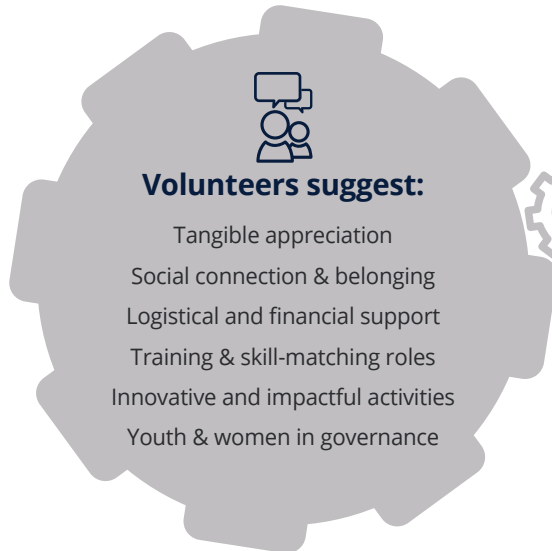 Volunteers suggest:
Tangible appreciation
Social connection & belonging
Logistical and financial support
Training & skill-matching roles
Innovative and impactful activities
Youth & women in governance